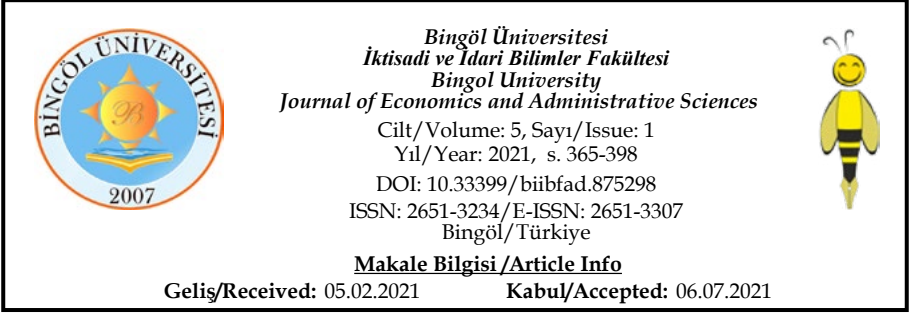 BİNGÖL ÜNİVERSİTESİ
B
2007
Bingöl Üniversitesi
İktisadi ve İdari Bilimler Fakültesi
Bingol University
Journal of Economics and Administrative Sciences
Cilt/Volume: 5, Sayı/Issue: 1
Yıl/Year: 2021, s. 365-398
DOI: 10.33399/biibfad.875298
ISSN: 2651-3234/E-ISSN: 2651-3307
Bingöl/Türkiye
Makale Bilgisi /Article Info
Geliş/Received: 05.02.2021 Kabul/Accepted: 06.07.2021